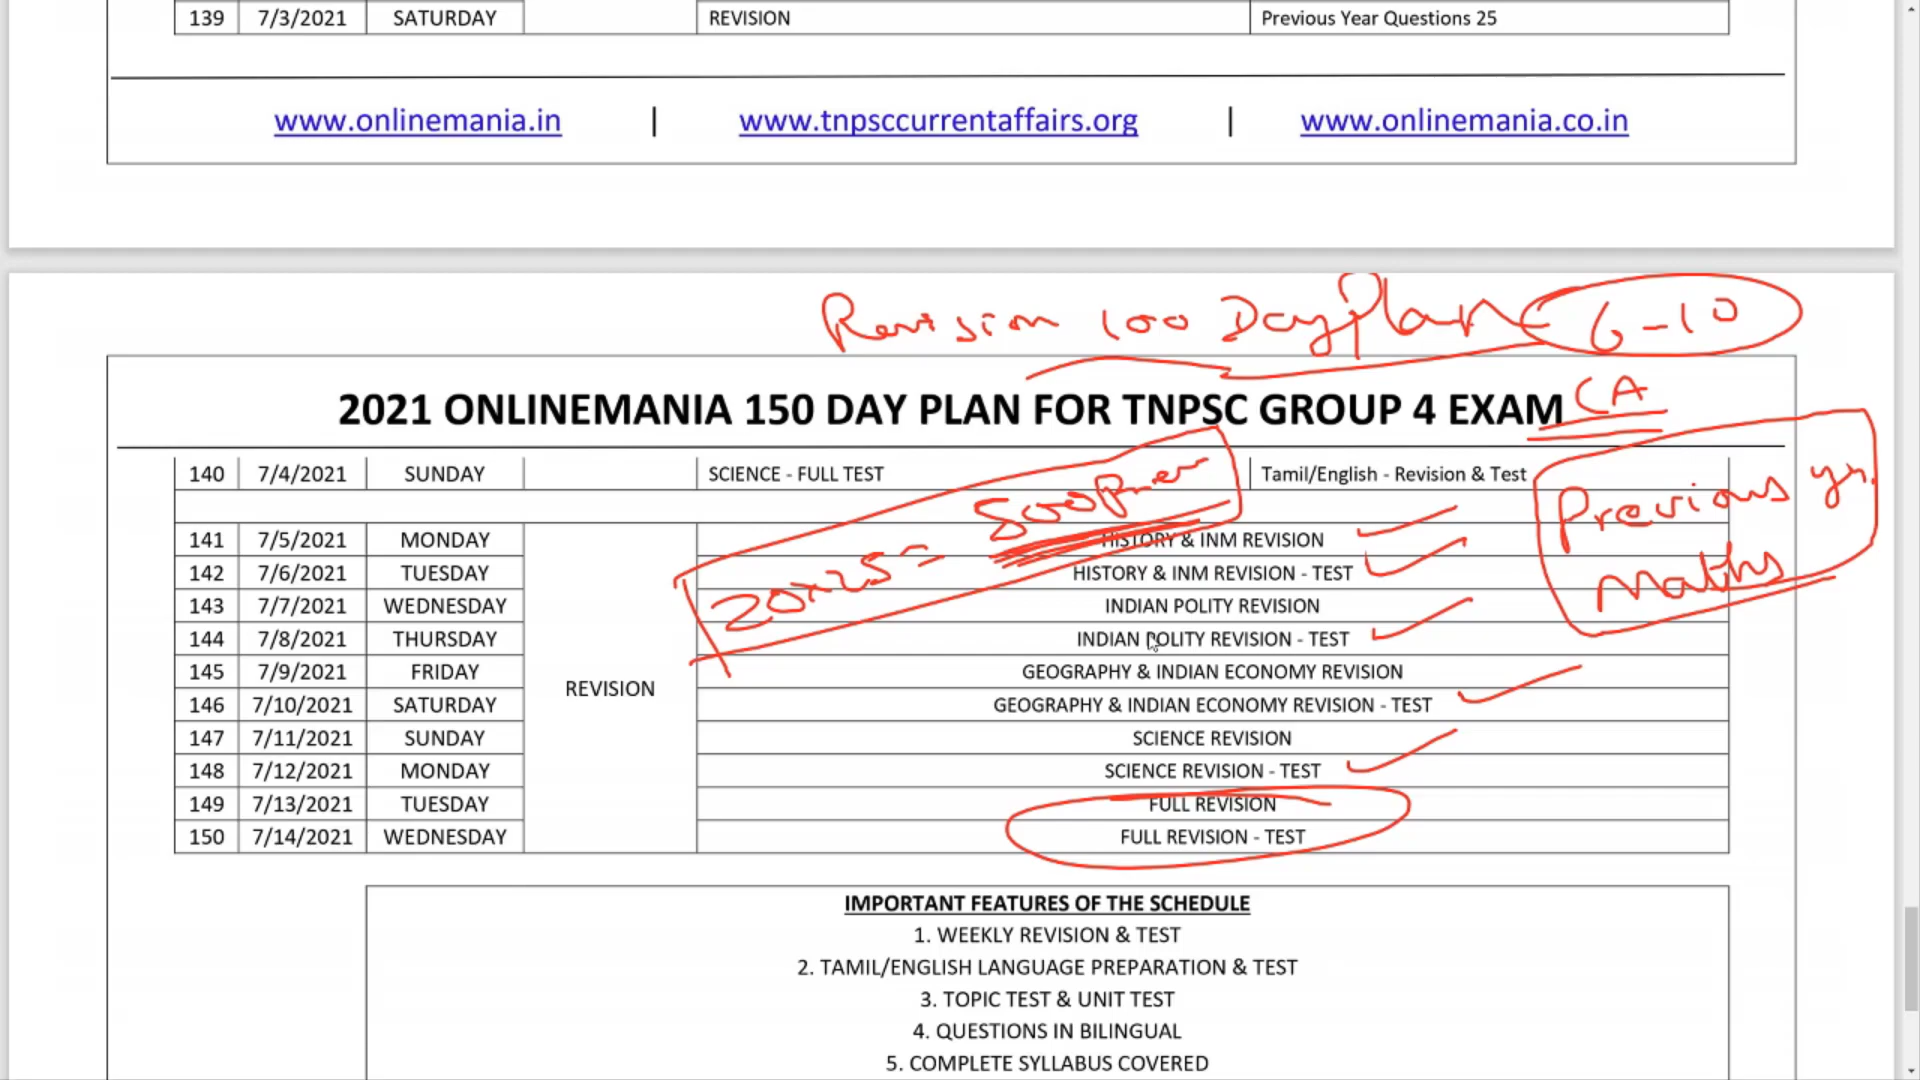 139 7/3/2021 SATURDAY REVISION Previous Year Questions 25
www.onlinemania.in | www.tnpsccurrentaffairs.org | www.onlinemania.co.in
Revision 100 Day Plan - 6-10
2021 ONLINEMANIA 150 DAY PLAN FOR TNPSC GROUP 4 EXAM CA
140 7/4/2021 SUNDAY SCIENCE - FULL TEST Tamil/English - Revision & Test
Previous yr.
Maths
20x25=
141 7/5/2021 MONDAY HISTORY & INM REVISION
142 7/6/2021 TUESDAY HISTORY & INM REVISION - TEST
143 7/7/2021 WEDNESDAY INDIAN POLITY REVISION
144 7/8/2021 THURSDAY INDIAN POLITY REVISION - TEST
145 7/9/2021 FRIDAY GEOGRAPHY & INDIAN ECONOMY REVISION
REVISION
146 7/10/2021 SATURDAY GEOGRAPHY & INDIAN ECONOMY REVISION - TEST
147 7/11/2021 SUNDAY SCIENCE REVISION
148 7/12/2021 MONDAY SCIENCE REVISION - TEST
149 7/13/2021 TUESDAY FULL REVISION
150 7/14/2021 WEDNESDAY FULL REVISION - TEST
IMPORTANT FEATURES OF THE SCHEDULE
1. WEEKLY REVISION & TEST
2. TAMIL/ENGLISH LANGUAGE PREPARATION & TEST
3. TOPIC TEST & UNIT TEST
4. QUESTIONS IN BILINGUAL
5. COMPLETE SYLLABUS COVERED